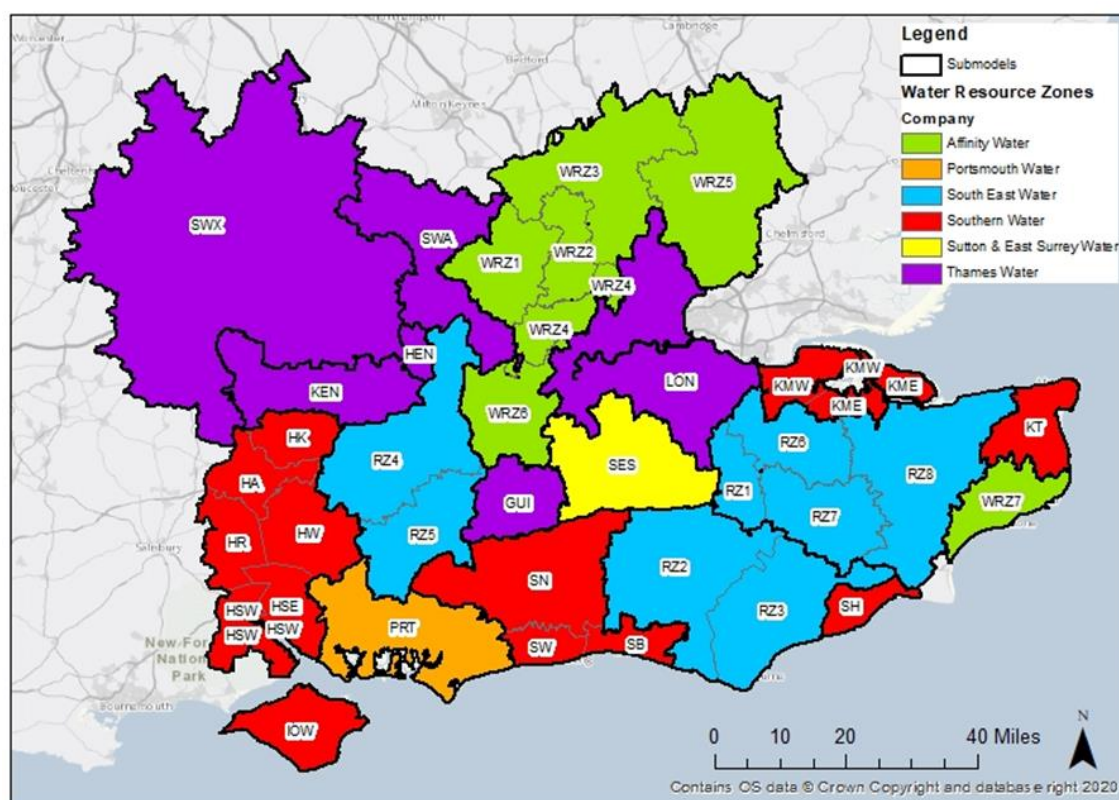 Worcester
Cambridge
Bedford
Milton Keynes
Legend
Submodels
Water Resource Zones
Company
Affinity Water
Portsmouth Water
South East Water
Southern Water
Sutton & East Surrey Water
Thames Water
WRZ3
WRZ5
SWX
SWA
WRZ1
WRZ2
Chelmsford
WRZ4
WRZ4
HEN
KEN
LON
KMW
KMW
KME
KME
WRZ6
HK
RZ4
SES
RZ6
RZ8
KT
HA
GUI
RZ1
WRZ7
HR
HW
RZ5
RZ7
Salisbury
SN
RZ2
HSW
HSE
RZ3
SH
HSW
HSW
PRT
SW
SB
New For
Nation
Park
Bournemouth
IOW
N
0 10 20 40 Miles
Contains OS data © Crown Copyright and database right 2020